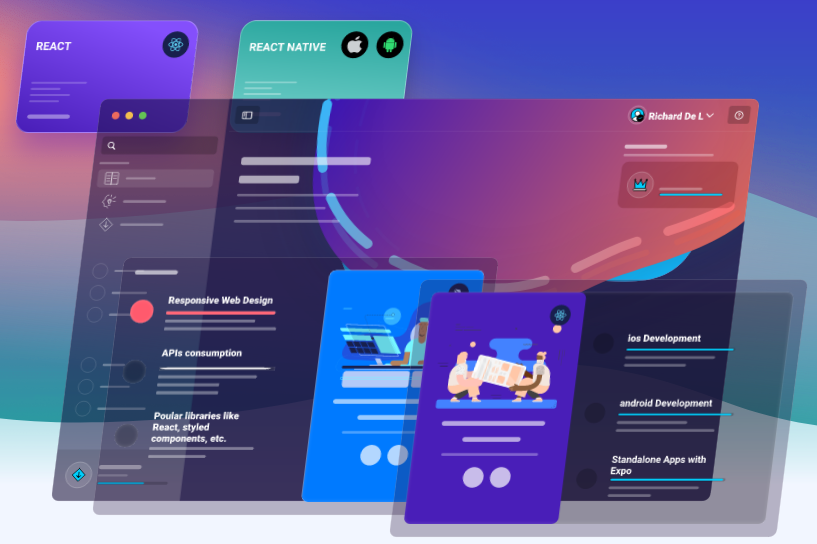 REACT
REACT NATIVE
Richard De L
Responsive Web Design
APIs consumption
Poular libraries like
React, styled
components, etc.
ios Development
android Development
Standalone Apps with
Expo